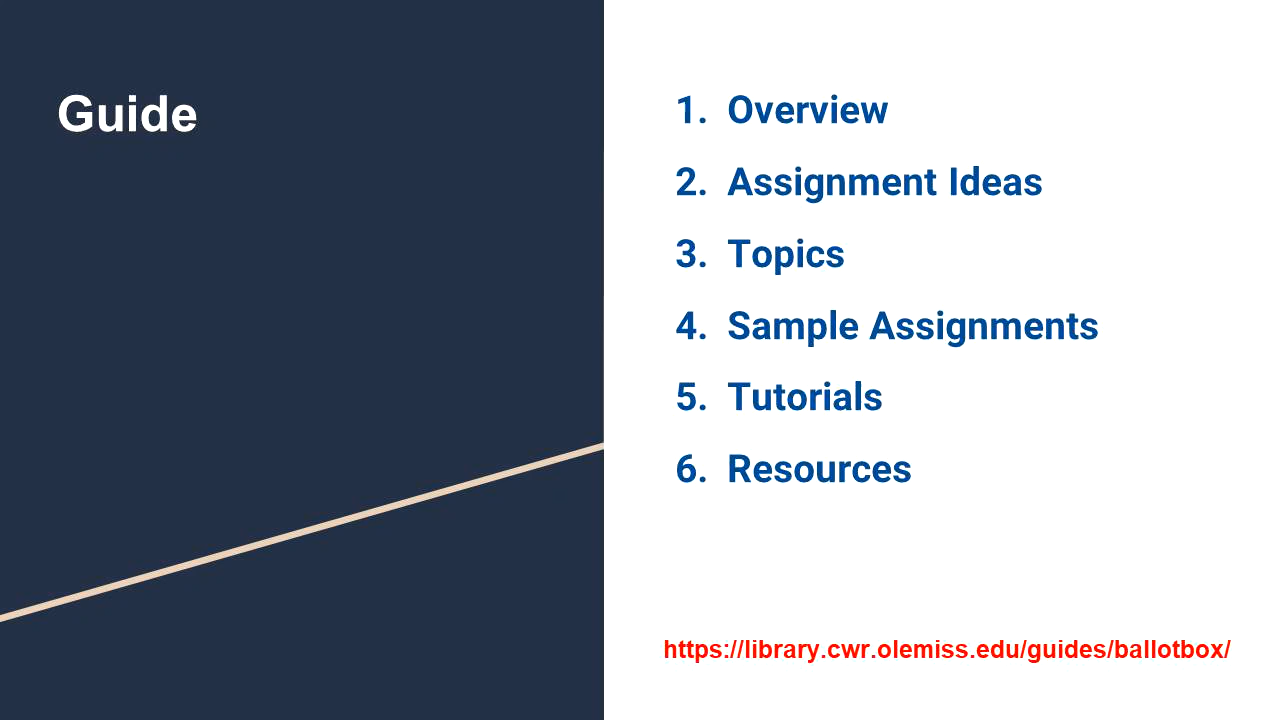 Guide
1. Overview
2. Assignment Ideas
3. Topics
4. Sample Assignments
5. Tutorials
6. Resources
https://library.cwr.olemiss.edu/guides/ballotbox/